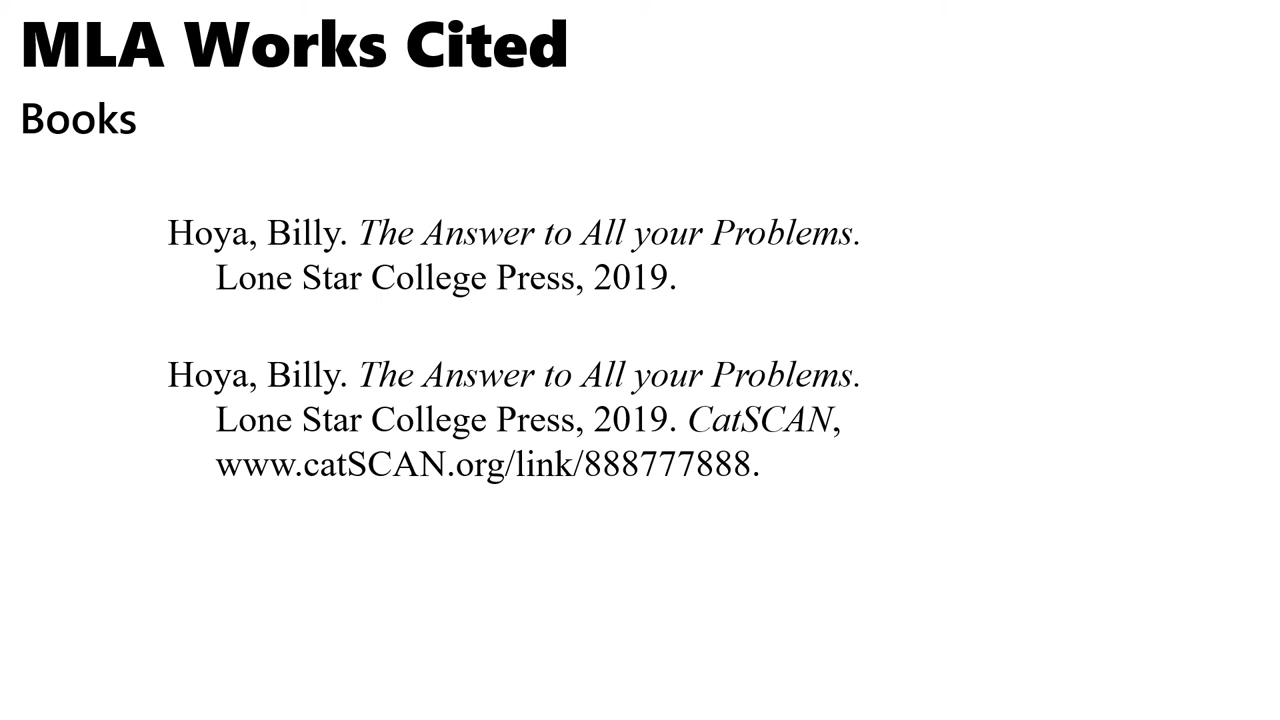 MLA Works Cited
Books
Hoya, Billy. The Answer to All your Problems.
Lone Star College Press, 2019.
Hoya, Billy. The Answer to All your Problems.
Lone Star College Press, 2019. CatSCAN,
www.catSCAN.org/link/888777888.